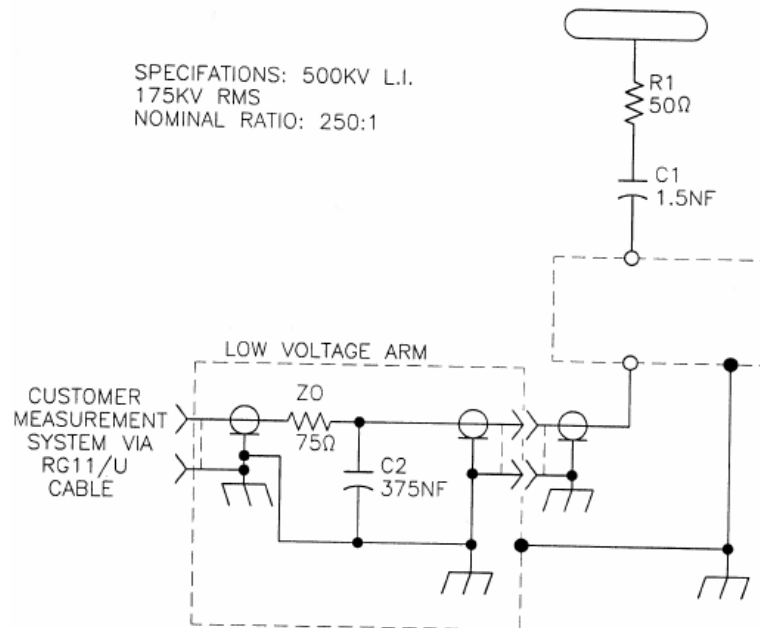 SPECIFATIONS: 500KV L.I.
175KV RMS
NOMINAL RATIO: 250:1
R1
50Ω
C1
1.5NF
LOW VOLTAGE ARM
CUSTOMER
MEASUREMENT
SYSTEM VIA
RG11/U
CABLE
ZO
75Ω
C2
375NF